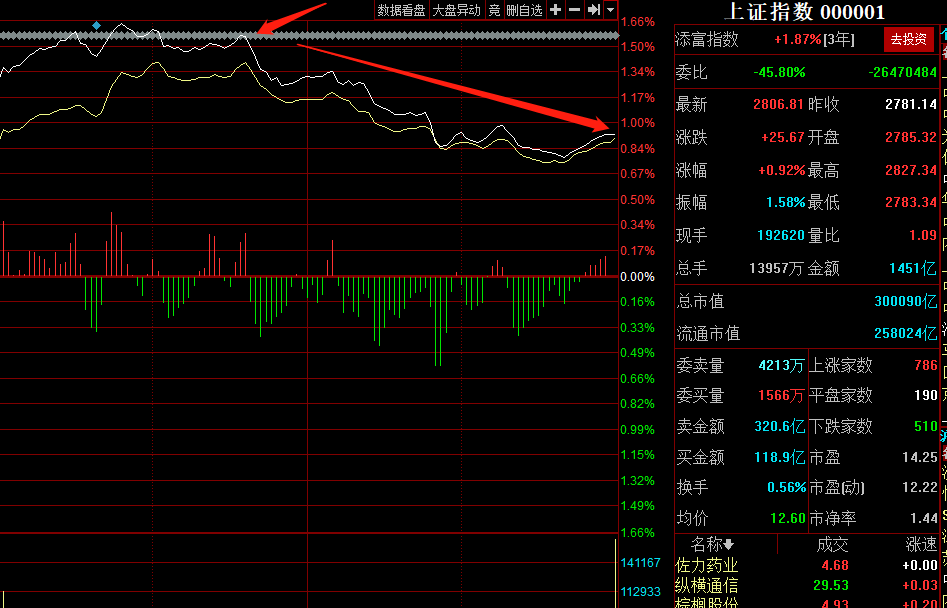 数据看盘 大盘异动 竞 删自选
上证指数 000001
1.66%
1.50%
1.34%
1.17%
1.00%
0.84%
0.67%
0.50%
0.34%
0.17%
0.00%
0.16%
0.33%
0.49%
0.66%
0.82%
0.99%
1.15%
1.32%
1.49%
1.66%
141167
112933
添富指数 +1.87%[3年] 去投资
委比 -45.80% -26470484
最新 2806.81 昨收 2781.14
涨跌 +25.67 开盘 2785.32
涨幅 +0.92% 最高 2827.34
振幅 1.58% 最低 2783.34
现手 192620 量比 1.09
总手 13957万 金额 1451亿
总市值 300090亿
流通市值 258024亿
委卖量 4213万 上涨家数 786
委买量 1566万 平盘家数 190
卖金额 320.6亿 下跌家数 510
买金额 118.9亿 市盈 14.25
换手 0.56% 市盈(动) 12.22
均价 12.60 市净率 1.44
名称 成交 涨速
佐力药业 4.68 +0.00
纵横通信 29.53 +0.03
棕榈股份 4.93 +0.20